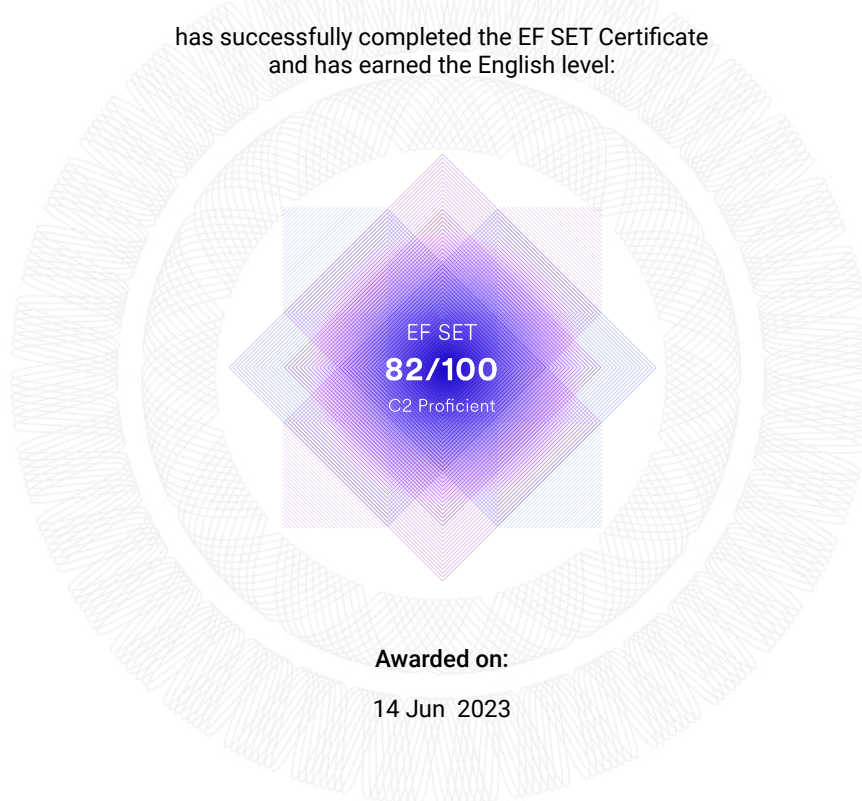 has successfully completed the EF SET Certificate
and has earned the English level:
EF SET
82/100
C2 Proficient
Awarded on:
14 Jun 2023